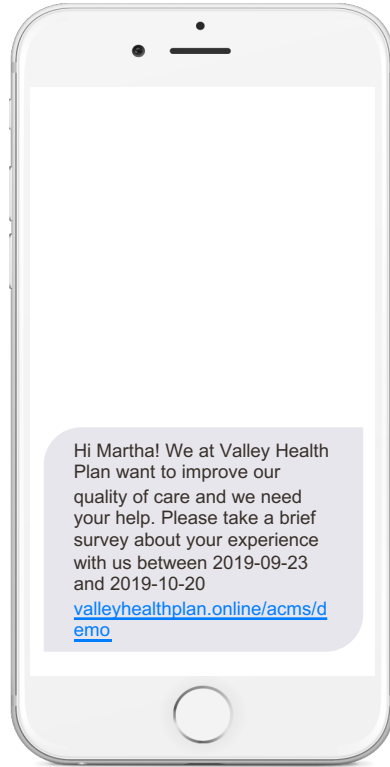 Hi Martha! We at Valley Health
Plan want to improve our
quality of care and we need
your help. Please take a brief
survey about your experience
with us between 2019-09-23
and 2019-10-20
valleyhealthplan.online/acms/d
emo